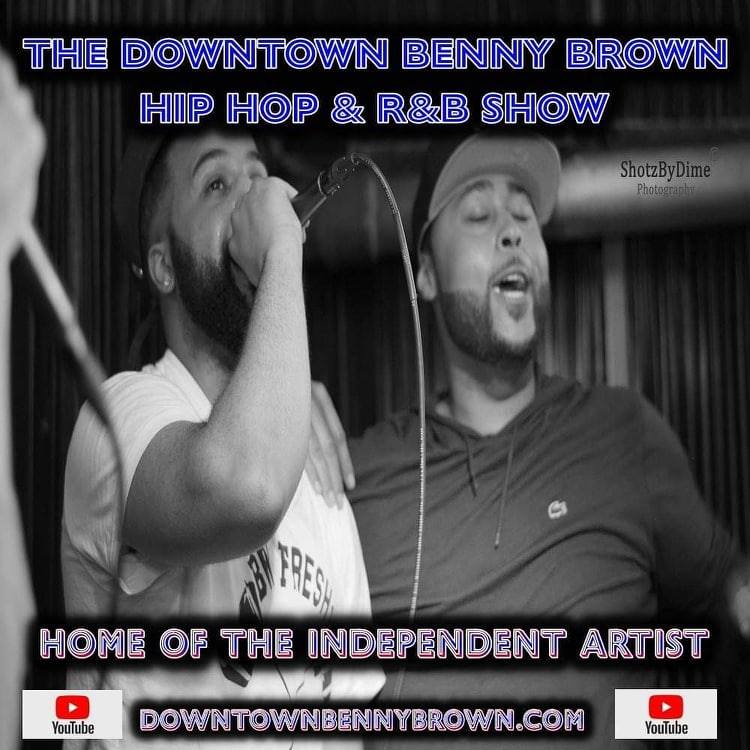 THE DOWNTOWN BENNY BROWN
HIP HOP & R&B SHOW
ShotzByDime
Photography
FRESH
HOME OF THE INDEPENDENT ARTIST
YouTube
DOWNTOWNBENNYBROWN.COM
YouTube